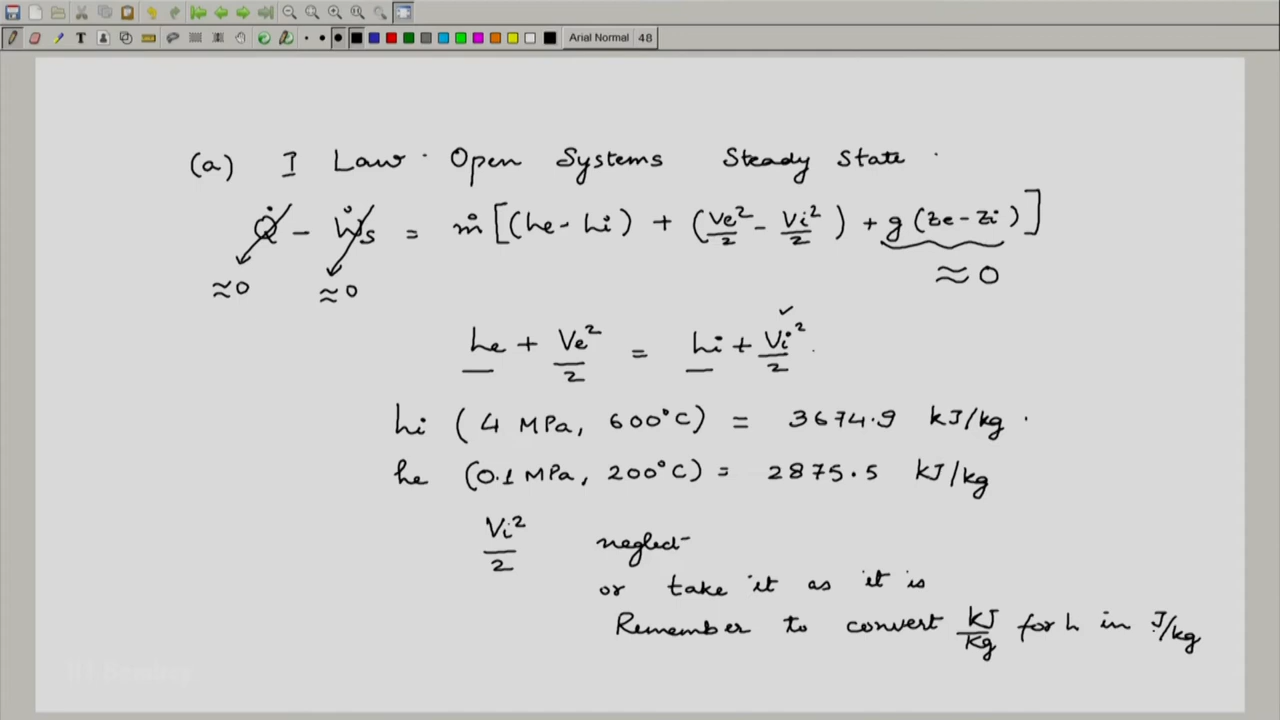 Arial Normal 48
(a) I Law. Open Systems Steady State.
Q̇ - Ẇs = ṁ [(he - hi) + (Ve²/2 - Vi²/2) + g (ze - zi)]
≈0 ≈0 ≈0
he + Ve²/2 = hi + Vi²/2.
hi (4 MPa, 600°C) = 3674.9 kJ/kg.
he (0.1 MPa, 200°C) = 2875.5 kJ/kg
Vi²/2 neglect
or take it as it is
Remember to convert kJ/kg for h in J/kg